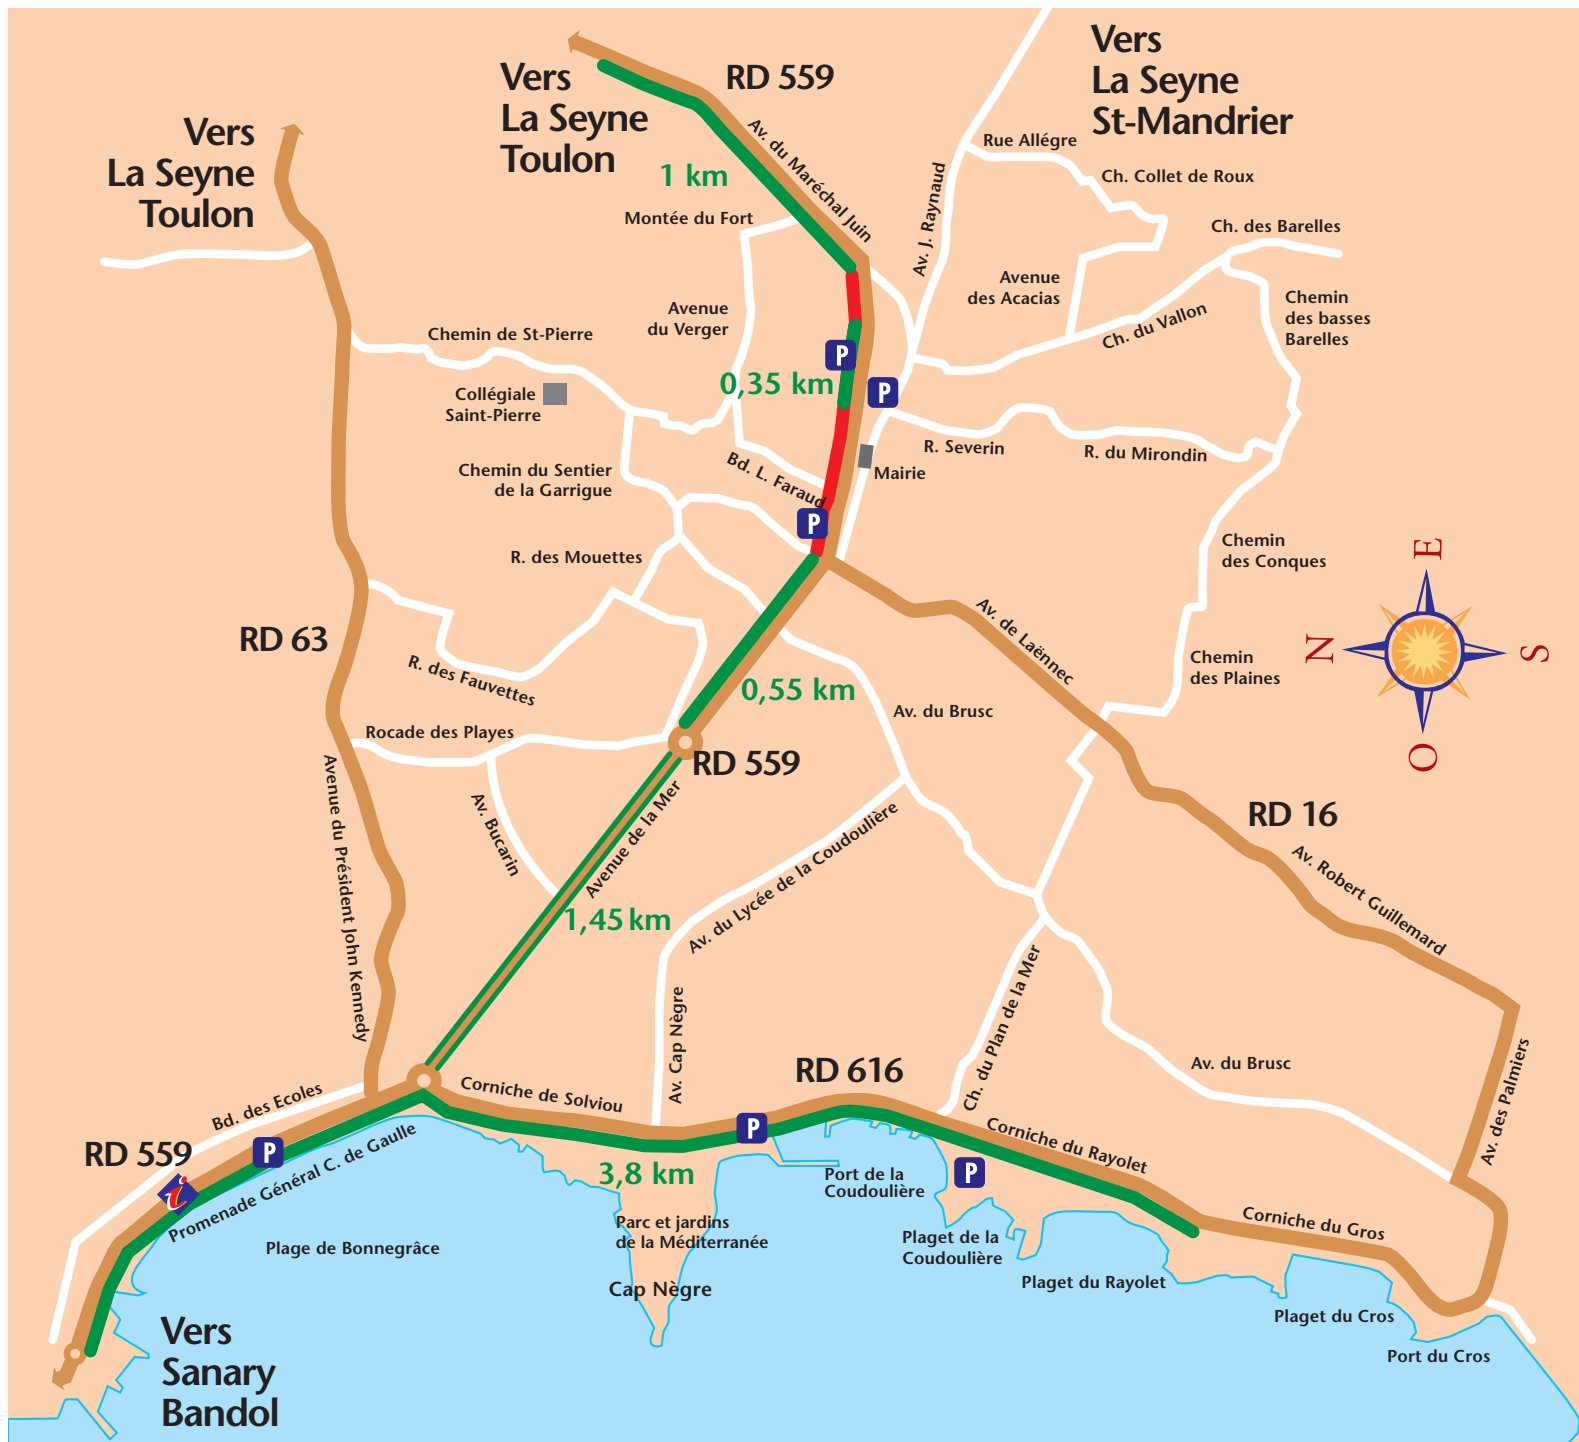 Vers
La Seyne
St-Mandrier
RD 559
Vers
La Seyne
Toulon
Vers
La Seyne
Toulon
Av. du Maréchal Juin
Rue Allégre
Ch. Collet de Roux
1 km
Av. J. Raynaud
Montée du Fort
Ch. des Barelles
Avenue
des Acacias
Chemin
des basses
Barelles
Avenue
du Verger
Ch. du Vallon
Chemin de St-Pierre
P
0,35 km
P
Collégiale
Saint-Pierre
R. Severin
R. du Mirondin
Mairie
Bd. L. Faraud
Chemin du Sentier
de la Garrigue
P
Chemin
des Conques
E
R. des Mouettes
RD 63
Av. de Laënnec
N
S
O
Chemin
des Plaines
R. des Fauvettes
0,55 km
Av. du Brusc
Rocade des Playes
RD 559
Avenue du Président John Kennedy
Av. Bucarin
Avenue de la Mer
Av. du Lycée de la Coudoulière
RD 16
Av. Robert Guillemard
1,45 km
Av. Cap Nègre
Ch. du Plan de la Mer
Av. du Brusc
Av. des Palmiers
RD 616
Bd. des Ecoles
Corniche de Solviou
RD 559
P
P
Corniche du Rayolet
i
Promenade Général C. de Gaulle
3,8 km
Port de la
Coudoulière
P
Parc et jardins
de la Méditerranée
Corniche du Gros
Plage de Bonnegrâce
Plaget de la
Coudoulière
Cap Nègre
Plaget du Rayolet
Plaget du Cros
Port du Cros
Vers
Sanary
Bandol